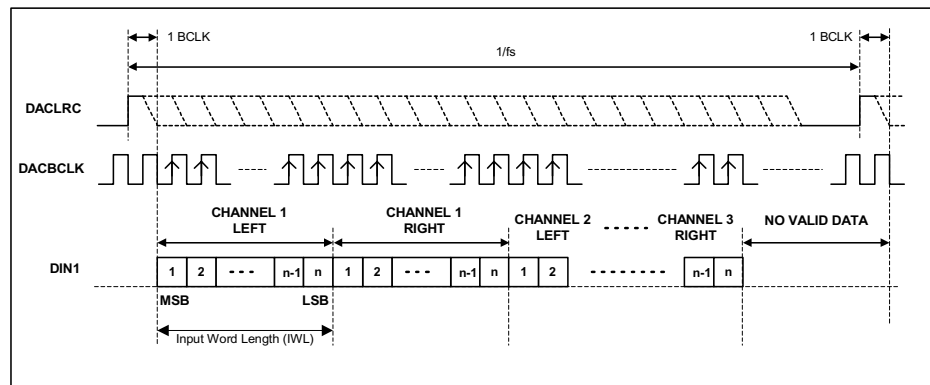 1 BCLK 1 BCLK
1/fs
DACLRC
DACBCLK
CHANNEL 1 LEFT
CHANNEL 1 RIGHT
CHANNEL 2 LEFT
CHANNEL 3 RIGHT
NO VALID DATA
DIN1
1 2 n-1 n 1 2 n-1 n 1 2 n-1 n
MSB LSB
Input Word Length (IWL)